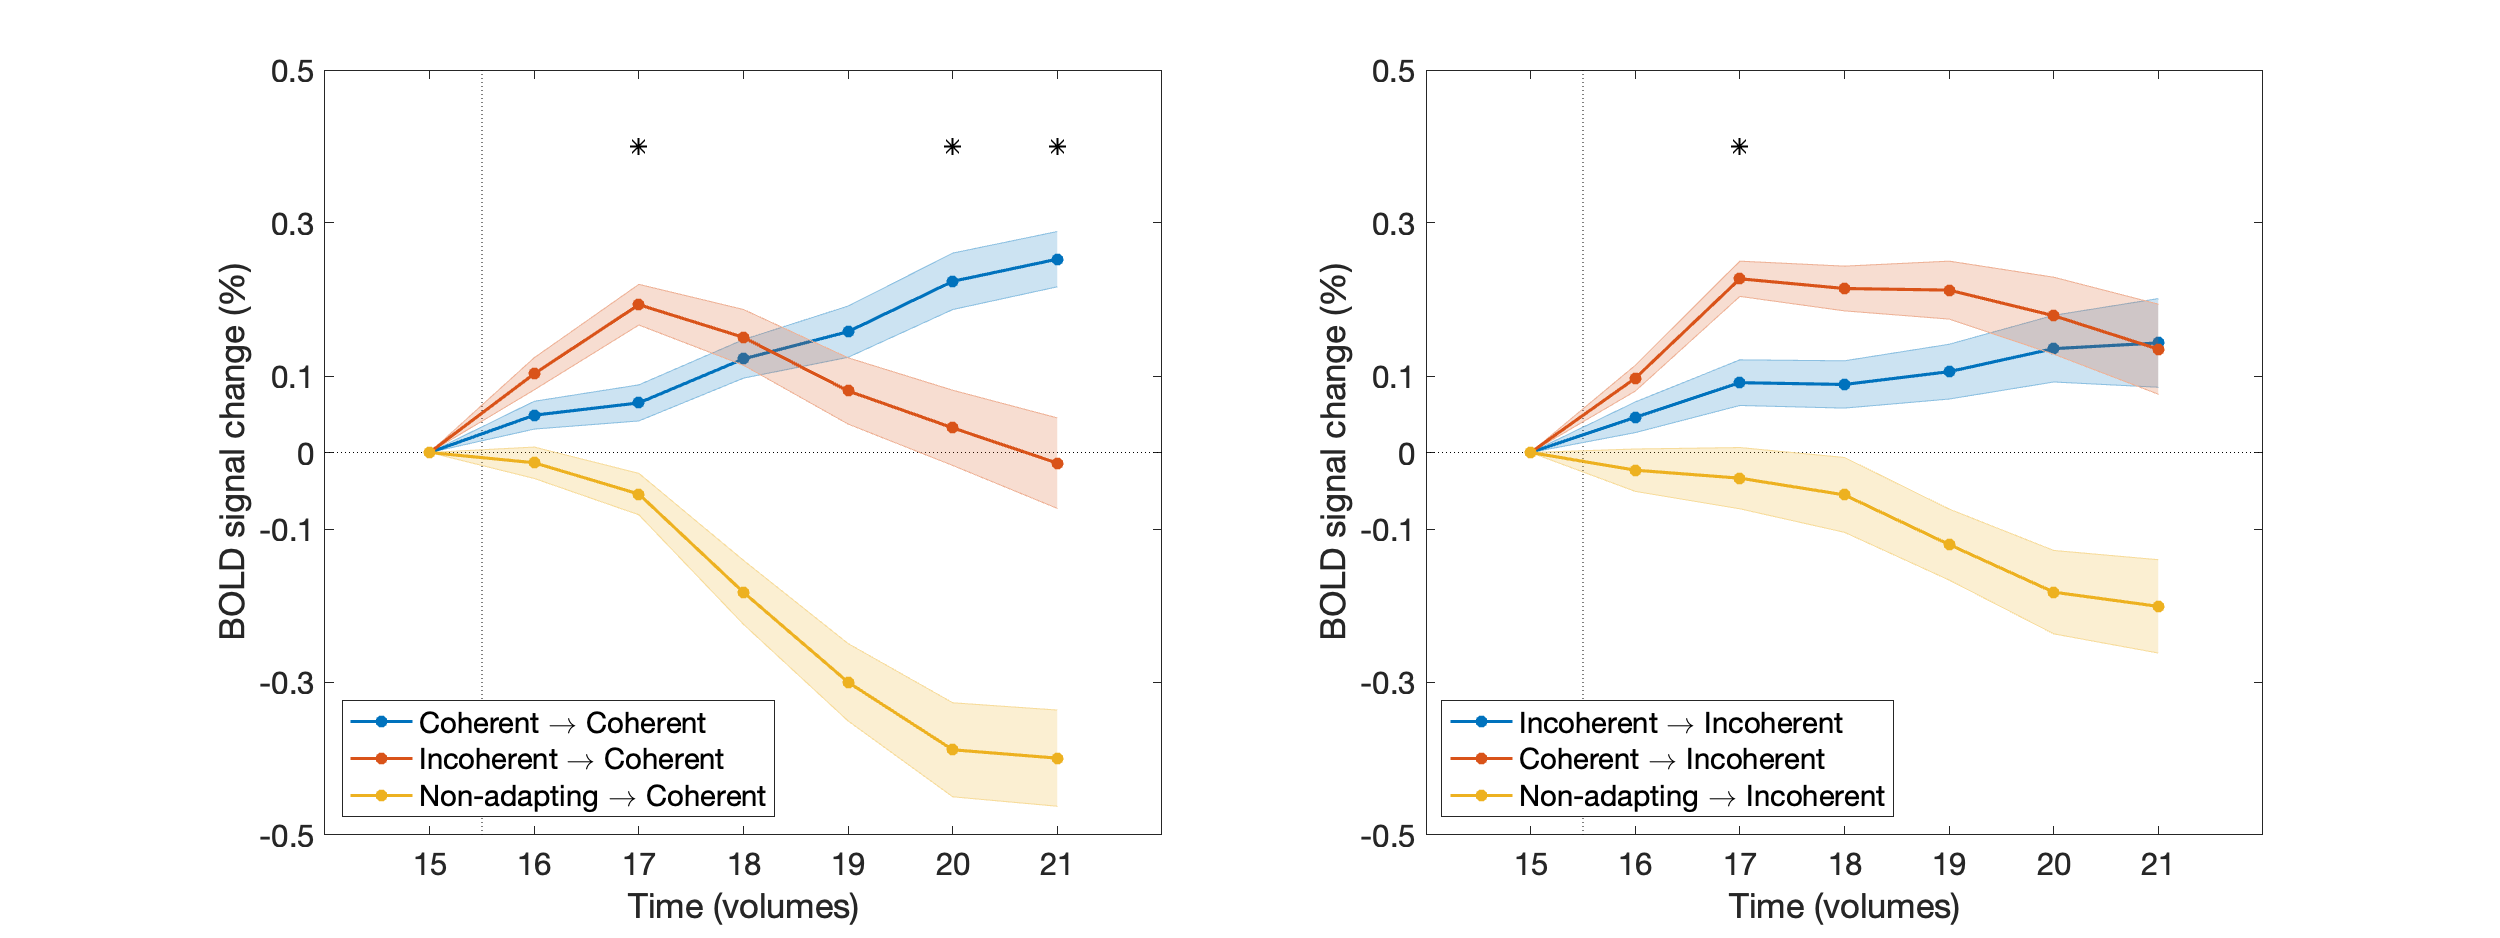 0.5
0.3
0.1
0
-0.1
-0.3
-0.5
BOLD signal change (%)
*
*
*
Coherent → Coherent
Incoherent → Coherent
Non-adapting → Coherent
15 16 17 18 19 20 21
Time (volumes)
0.5
0.3
0.1
0
-0.1
-0.3
-0.5
BOLD signal change (%)
*
Incoherent → Incoherent
Coherent → Incoherent
Non-adapting → Incoherent
15 16 17 18 19 20 21
Time (volumes)